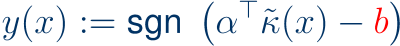 y(x) := sgn (α^⊤ κ̃(x) − b)